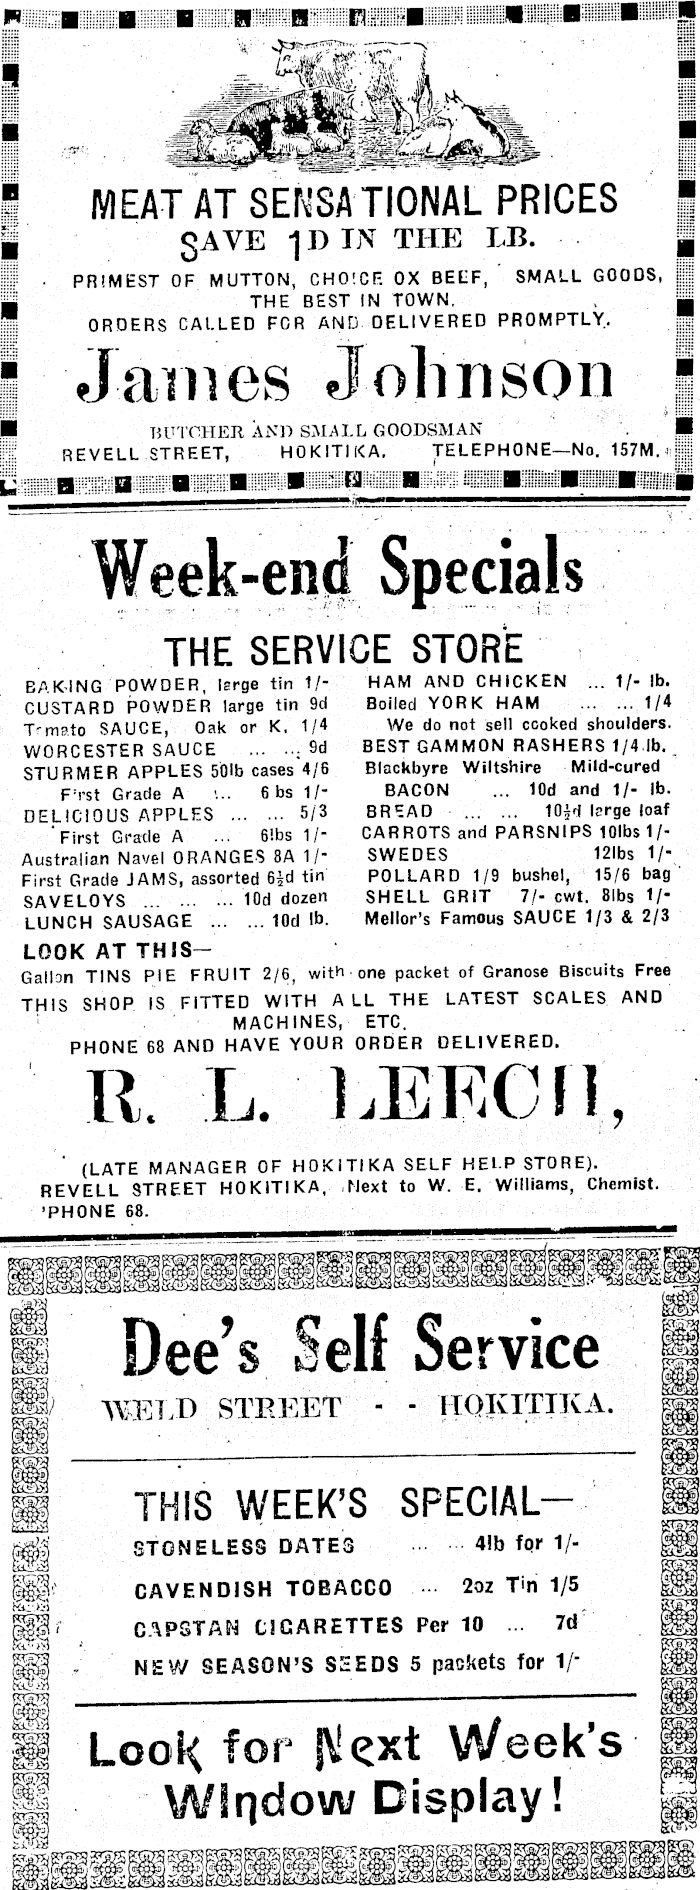 MEAT AT SENSATIONAL PRICES
SAVE 1D IN THE LB.
PRIMEST OF MUTTON, CHOICE OX BEEF, SMALL GOODS,
THE BEST IN TOWN.
ORDERS CALLED FOR AND DELIVERED PROMPTLY.
James Johnson
BUTCHER AND SMALL GOODSMAN
REVELL STREET, HOKITIKA. TELEPHONE—No. 157M.
Week-end Specials
THE SERVICE STORE
BAKING POWDER, large tin 1/-
CUSTARD POWDER large tin 9d
Tomato SAUCE, Oak or K. 1/4
WORCESTER SAUCE ... ... 9d
STURMER APPLES 50lb cases 4/6
First Grade A ... 6 bs 1/-
DELICIOUS APPLES ... ... 5/3
First Grade A ... 6lbs 1/-
Australian Navel ORANGES 8A 1/-
First Grade JAMS, assorted 6½d tin
SAVELOYS ... ... ... 10d dozen
LUNCH SAUSAGE ... ... 10d lb.
HAM AND CHICKEN ... 1/- lb.
Boiled YORK HAM ... ... 1/4
We do not sell cooked shoulders.
BEST GAMMON RASHERS 1/4 lb.
Blackbyre Wiltshire Mild-cured
BACON ... 10d and 1/- lb.
BREAD ... ... 10½d large loaf
CARROTS and PARSNIPS 10lbs 1/-
SWEDES 12lbs 1/-
POLLARD 1/9 bushel, 15/6 bag
SHELL GRIT 7/- cwt. 8lbs 1/-
Mellor's Famous SAUCE 1/3 & 2/3
LOOK AT THIS—
Gallon TINS PIE FRUIT 2/6, with one packet of Granose Biscuits Free
THIS SHOP IS FITTED WITH ALL THE LATEST SCALES AND
MACHINES, ETC.
PHONE 68 AND HAVE YOUR ORDER DELIVERED.
R. L. LEECH,
(LATE MANAGER OF HOKITIKA SELF HELP STORE).
REVELL STREET HOKITIKA, Next to W. E. Williams, Chemist.
'PHONE 68.
Dee's Self Service
WELD STREET - - HOKITIKA.
THIS WEEK'S SPECIAL—
STONELESS DATES ... ... 4lb for 1/-
CAVENDISH TOBACCO ... 2oz Tin 1/5
CAPSTAN CIGARETTES Per 10 ... 7d
NEW SEASON'S SEEDS 5 packets for 1/-
Look for Next Week's
Window Display!